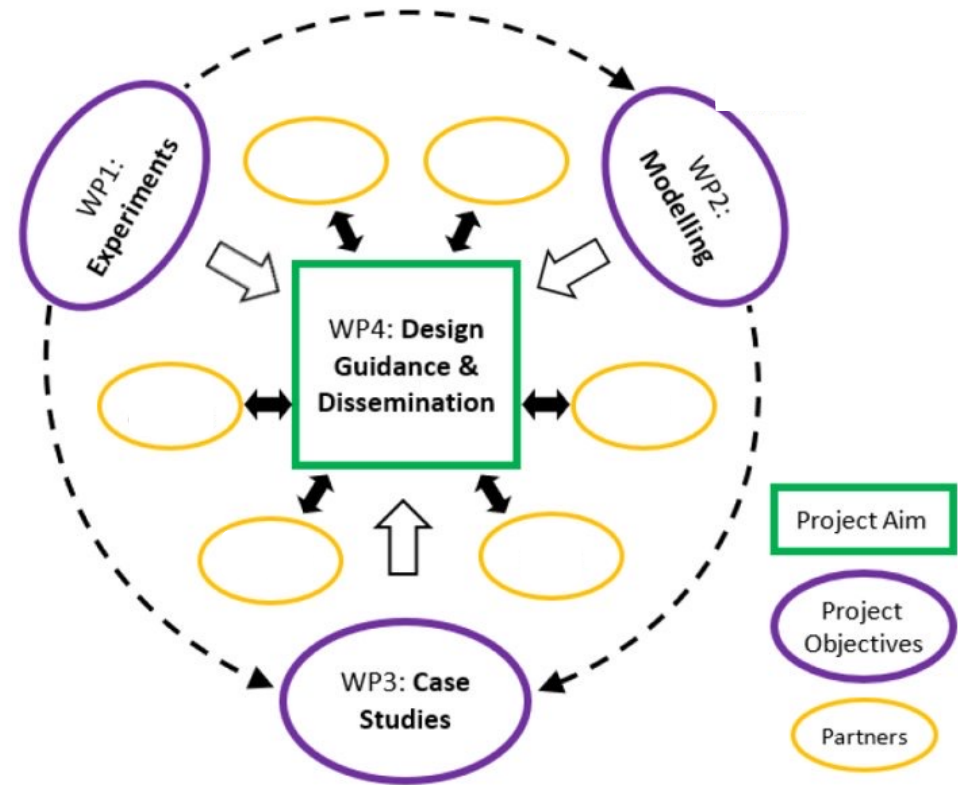 WP1:
Experiments
WP2:
Modelling
WP4: Design
Guidance &
Dissemination
WP3: Case
Studies
Project Aim
Project
Objectives
Partners